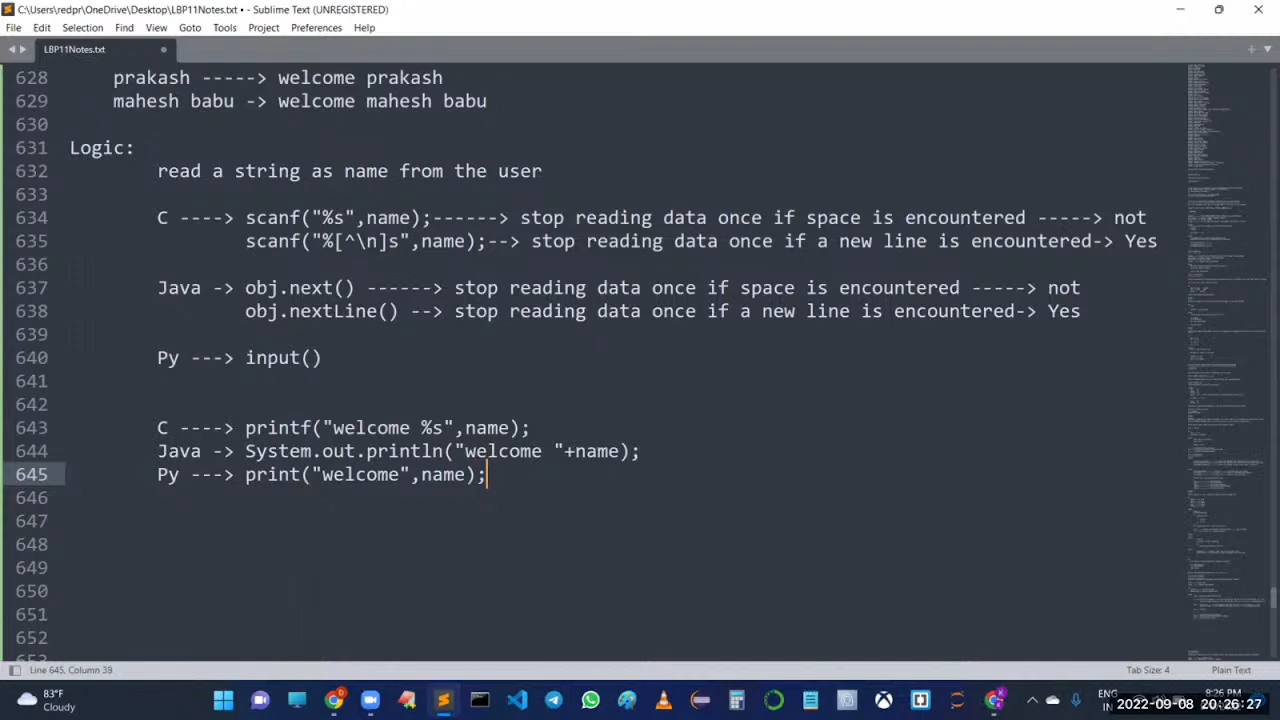 C:\Users\redpr\OneDrive\Desktop\LBP11Notes.txt • - Sublime Text (UNREGISTERED)
File Edit Selection Find View Goto Tools Project Preferences Help
LBP11Notes.txt
628 prakash -----> welcome prakash
629 mahesh babu -> welcome mahesh babu
630
631 Logic:
632 read a string as name from the user
633
634 C ----> scanf("%s",name);------ stop reading data once if space is encountered -----> not
635 scanf("%[^\n]s",name);--- stop reading data once if a new line is encountered-> Yes
636
637 Java -> obj.next() ------> stop reading data once if space is encounteed -----> not
638 obj.nextLine() --> stop reading data once if a new line is encountered-> Yes
639
640 Py ---> input()
641
642
643 C ----> printf("welcome %s",name);
644 Java -> System.out.println("welcome "+name);
645 Py ---> print("welcome",name);
646
647
648
649
650
651
652
653
Line 645, Column 39 Tab Size: 4 Plain Text
83°F
Cloudy
ENG
IN
8:26 PM
2022-09-08 20:26:27